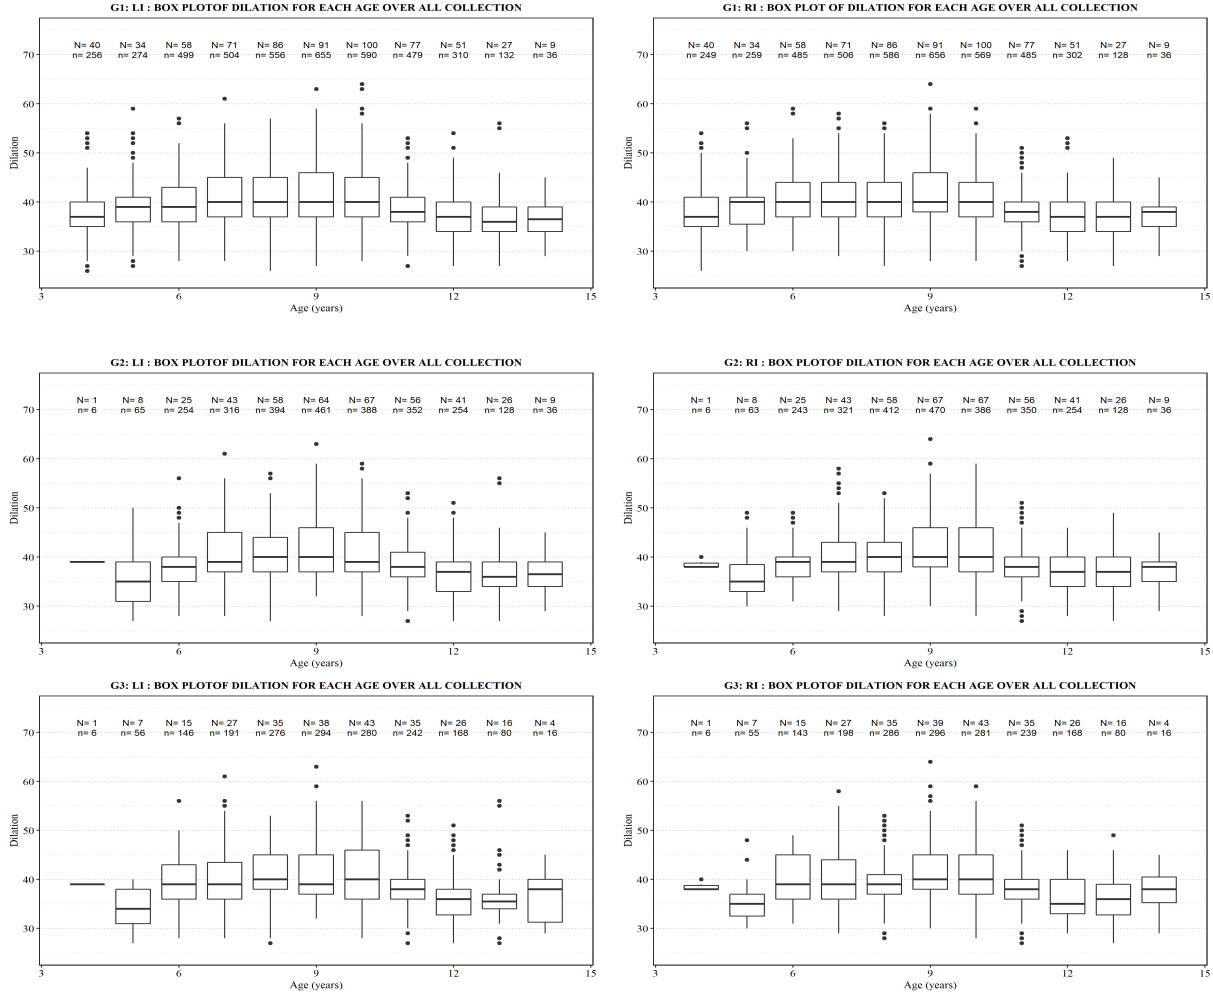 G1: LI : BOX PLOTOF DILATION FOR EACH AGE OVER ALL COLLECTION
N= 40 N= 34 N= 58 N= 71 N= 86 N= 91 N= 100 N= 77 N= 51 N= 27 N= 9
n= 256 n= 274 n= 499 n= 504 n= 556 n= 655 n= 590 n= 479 n= 310 n= 132 n= 36
70
60
50
40
30
Dilation
3 6 9 12 15
Age (years)
G1: RI : BOX PLOT OF DILATION FOR EACH AGE OVER ALL COLLECTION
N= 40 N= 34 N= 58 N= 71 N= 86 N= 91 N= 100 N= 77 N= 51 N= 27 N= 9
n= 249 n= 259 n= 485 n= 506 n= 586 n= 656 n= 569 n= 485 n= 302 n= 128 n= 36
70
60
50
40
30
Dilation
3 6 9 12 15
Age (years)
G2: LI : BOX PLOTOF DILATION FOR EACH AGE OVER ALL COLLECTION
N= 1 N= 8 N= 25 N= 43 N= 58 N= 64 N= 67 N= 56 N= 41 N= 26 N= 9
n= 6 n= 65 n= 254 n= 316 n= 394 n= 461 n= 388 n= 352 n= 254 n= 128 n= 36
70
60
50
40
30
Dilation
3 6 9 12 15
Age (years)
G2: RI : BOX PLOTOF DILATION FOR EACH AGE OVER ALL COLLECTION
N= 1 N= 8 N= 25 N= 43 N= 58 N= 67 N= 67 N= 56 N= 41 N= 26 N= 9
n= 6 n= 63 n= 243 n= 321 n= 412 n= 470 n= 386 n= 350 n= 254 n= 128 n= 36
70
60
50
40
30
Dilation
3 6 9 12 15
Age (years)
G3: LI : BOX PLOTOF DILATION FOR EACH AGE OVER ALL COLLECTION
N= 1 N= 7 N= 15 N= 27 N= 35 N= 38 N= 43 N= 35 N= 26 N= 16 N= 4
n= 6 n= 56 n= 146 n= 191 n= 276 n= 294 n= 280 n= 242 n= 168 n= 80 n= 16
70
60
50
40
30
Dilation
3 6 9 12 15
Age (years)
G3: RI : BOX PLOTOF DILATION FOR EACH AGE OVER ALL COLLECTION
N= 1 N= 7 N= 15 N= 27 N= 35 N= 39 N= 43 N= 35 N= 26 N= 16 N= 4
n= 6 n= 55 n= 143 n= 198 n= 286 n= 296 n= 281 n= 239 n= 168 n= 80 n= 16
70
60
50
40
30
Dilation
3 6 9 12 15
Age (years)